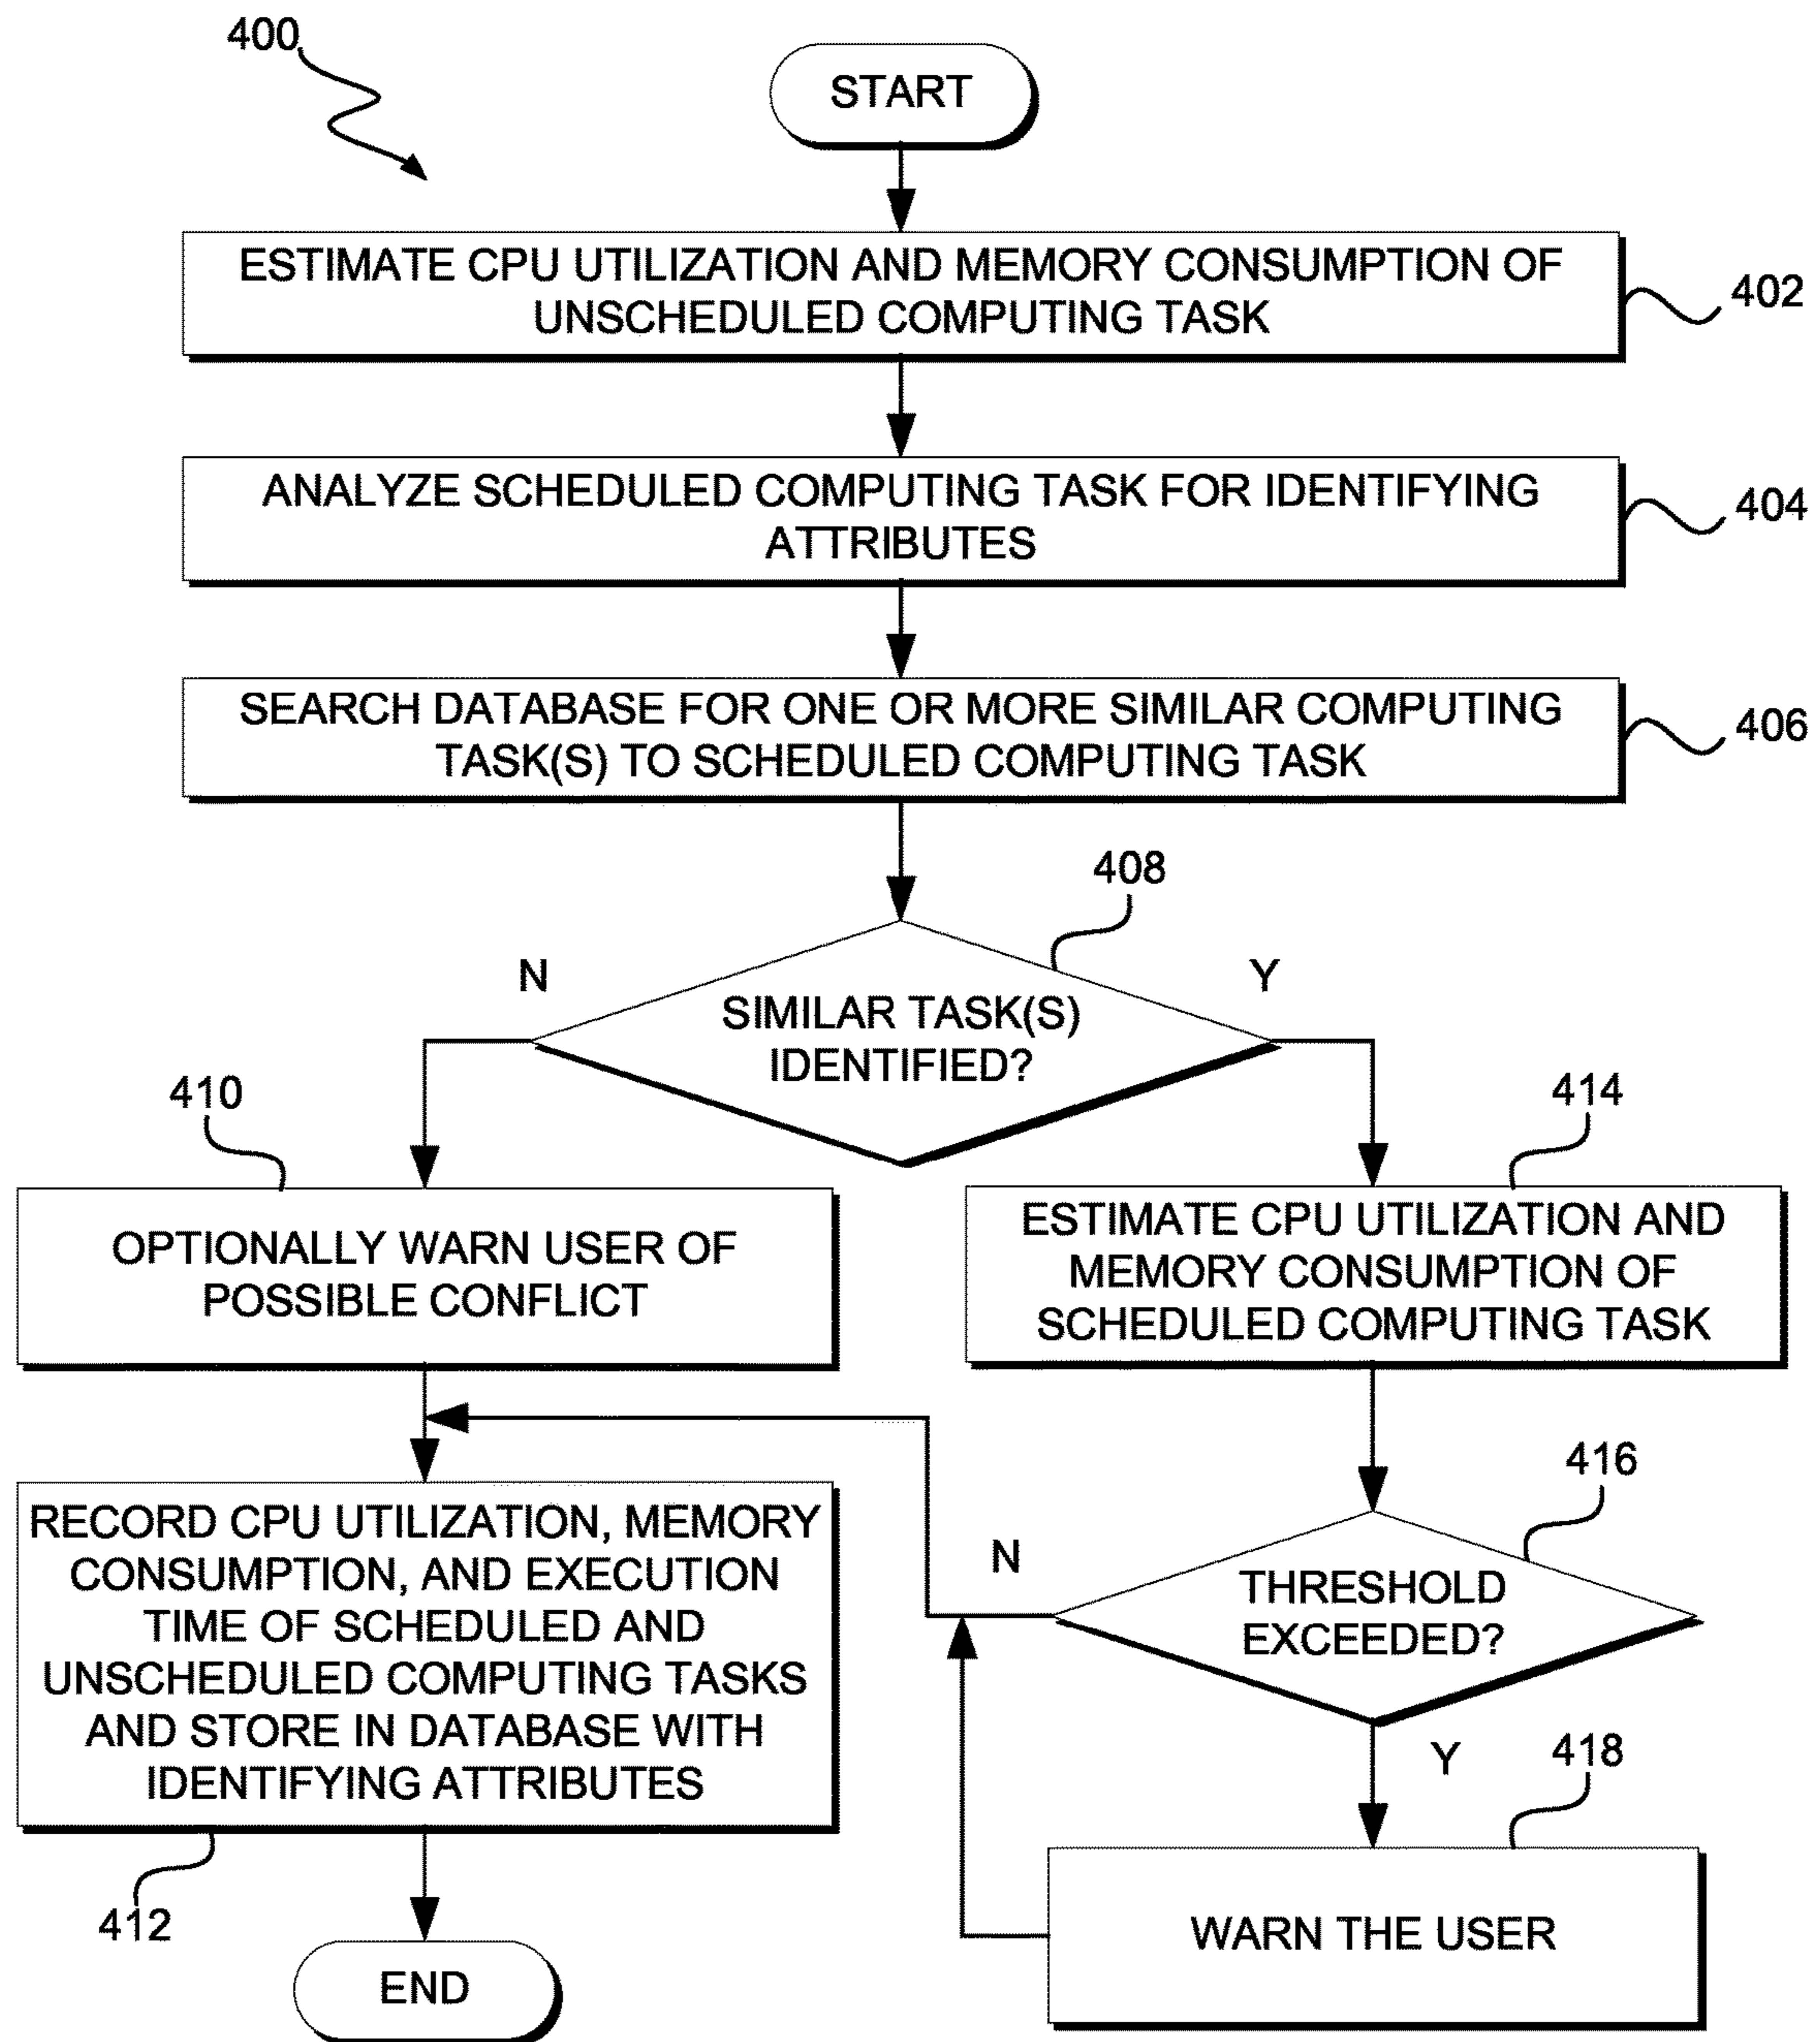 400
START
ESTIMATE CPU UTILIZATION AND MEMORY CONSUMPTION OF
UNSCHEDULED COMPUTING TASK
402
ANALYZE SCHEDULED COMPUTING TASK FOR IDENTIFYING
ATTRIBUTES
404
SEARCH DATABASE FOR ONE OR MORE SIMILAR COMPUTING
TASK(S) TO SCHEDULED COMPUTING TASK
406
408
N
Y
SIMILAR TASK(S)
IDENTIFIED?
410
OPTIONALLY WARN USER OF
POSSIBLE CONFLICT
414
ESTIMATE CPU UTILIZATION AND
MEMORY CONSUMPTION OF
SCHEDULED COMPUTING TASK
416
N
THRESHOLD
EXCEEDED?
Y
RECORD CPU UTILIZATION, MEMORY
CONSUMPTION, AND EXECUTION
TIME OF SCHEDULED AND
UNSCHEDULED COMPUTING TASKS
AND STORE IN DATABASE WITH
IDENTIFYING ATTRIBUTES
412
418
WARN THE USER
END